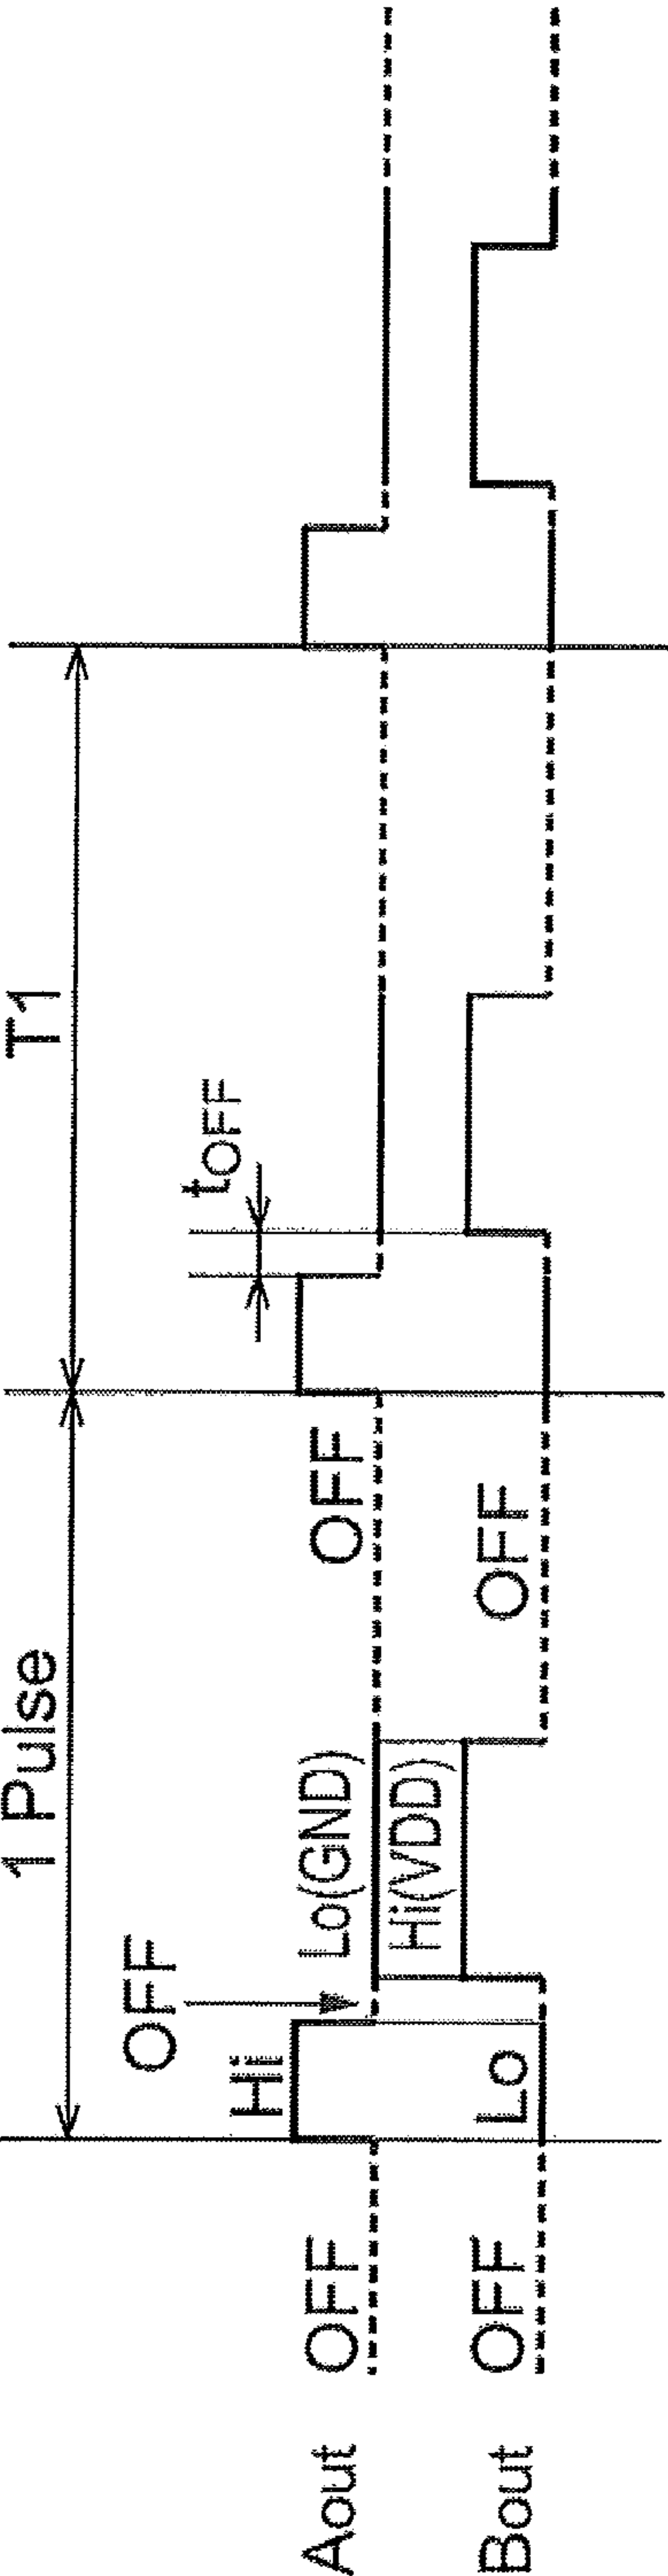 1 Pulse
T1
OFF
tOFF
Aout
OFF
Hi
Lo(GND)
OFF
Hi(VDD)
Bout
OFF
Lo
OFF